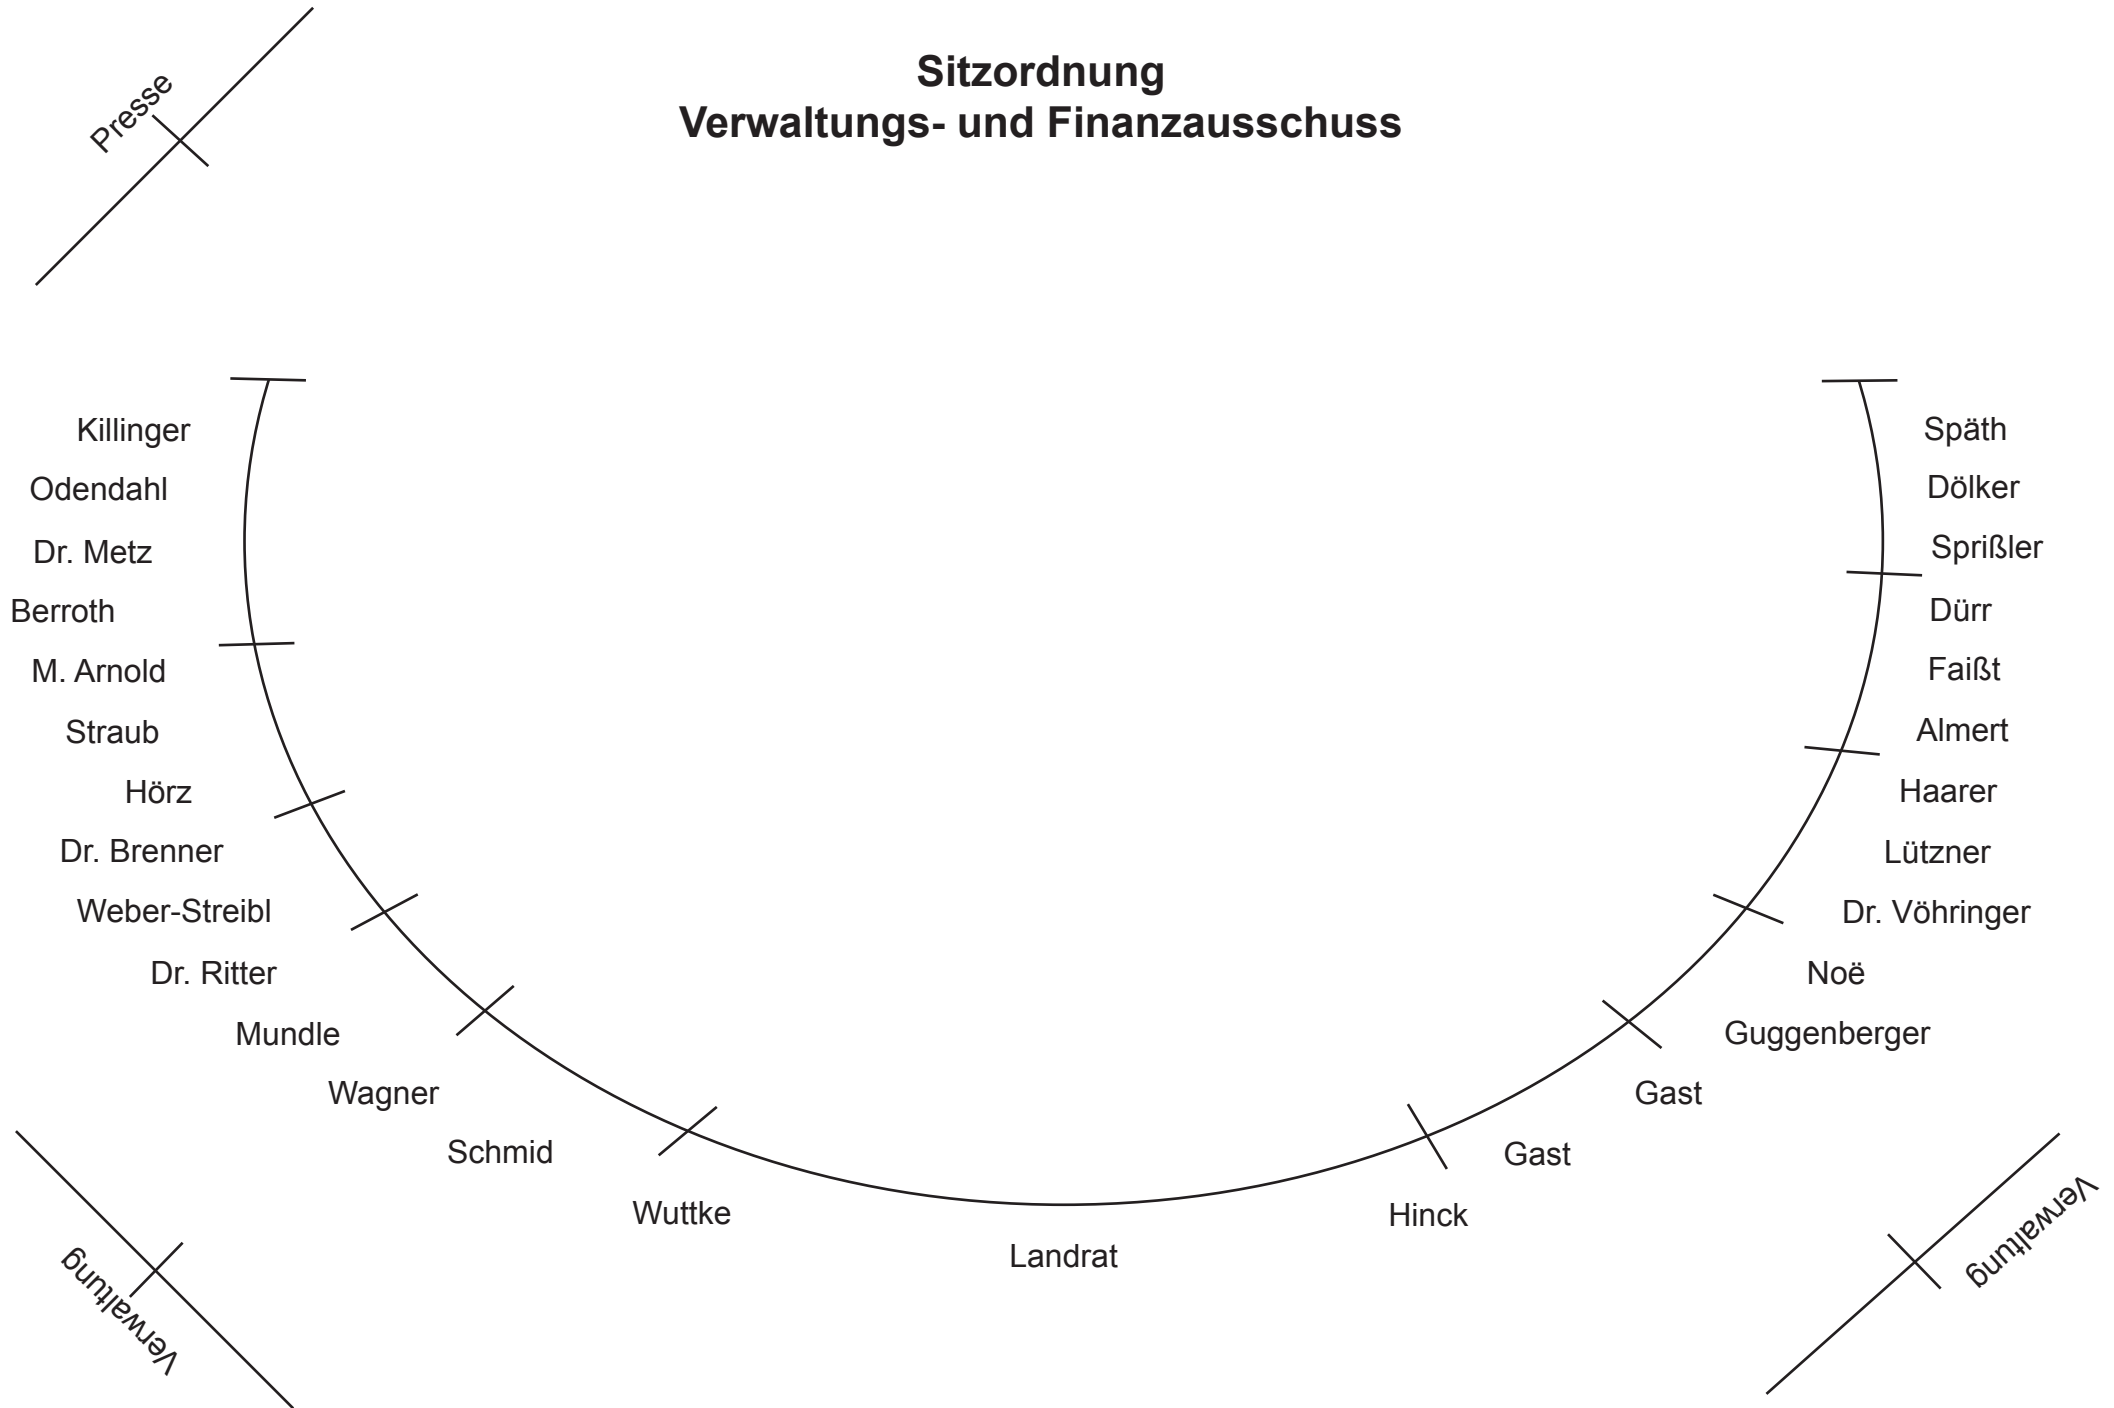 Presse
Sitzordnung
Verwaltungs- und Finanzausschuss
Killinger
Odendahl
Dr. Metz
Berroth
M. Arnold
Straub
Hörz
Dr. Brenner
Weber-Streibl
Dr. Ritter
Mundle
Wagner
Schmid
Wuttke
Landrat
Hinck
Gast
Gast
Guggenberger
Noë
Dr. Vöhringer
Lützner
Haarer
Almert
Faißt
Dürr
Sprißler
Dölker
Späth
Verwaltung
Verwaltung